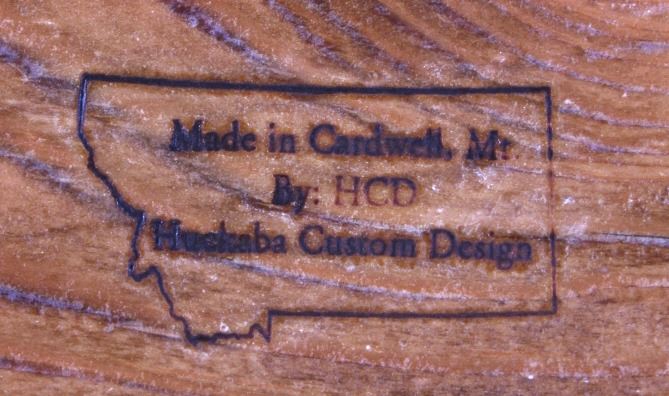 Made in Cardwell, Mt.
By: HCD
Huckaba Custom Design